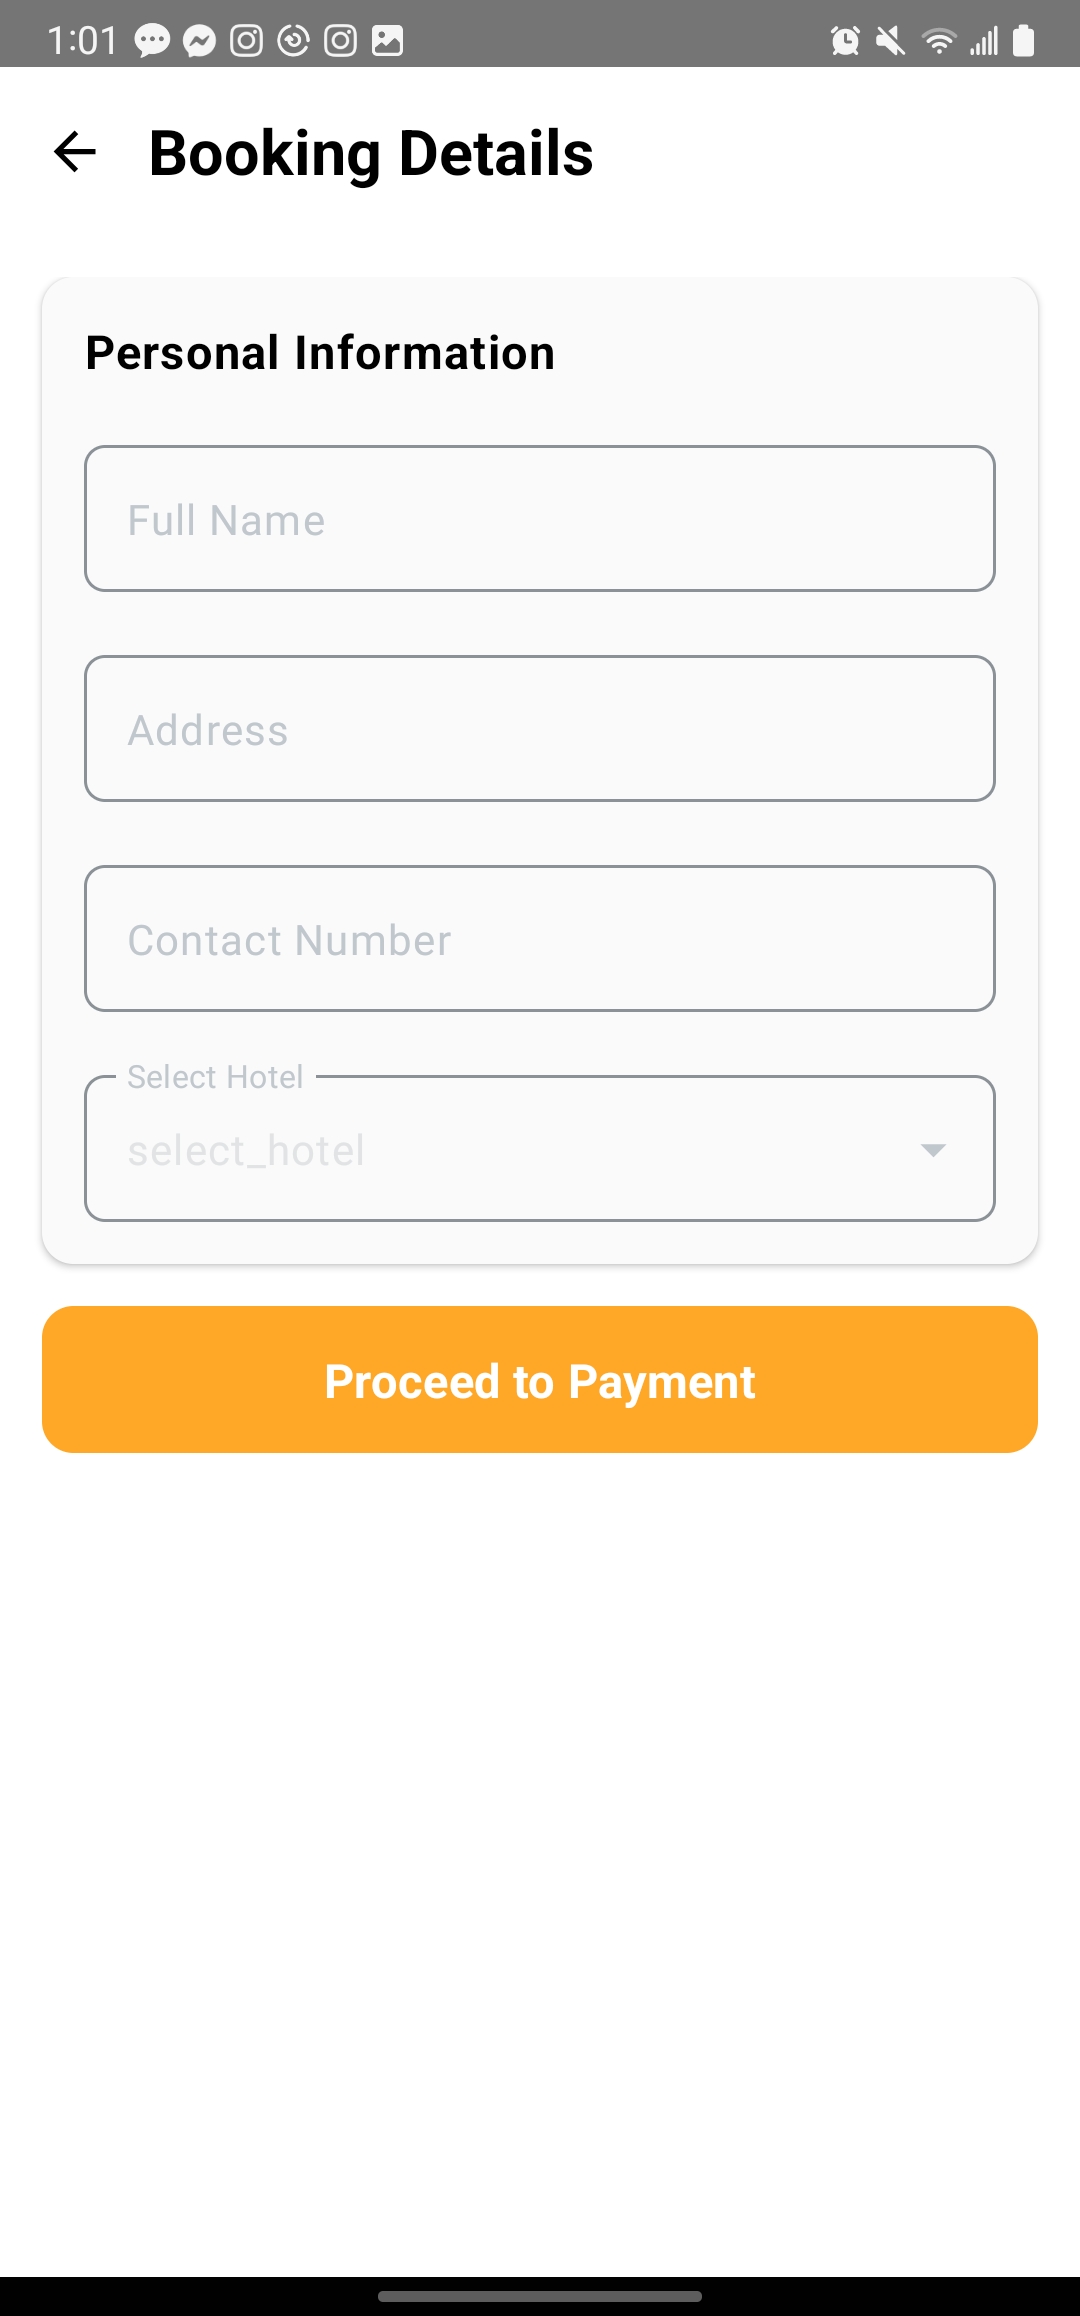 1:01
Booking Details
Personal Information
Full Name
Address
Contact Number
Select Hotel
select_hotel
Proceed to Payment